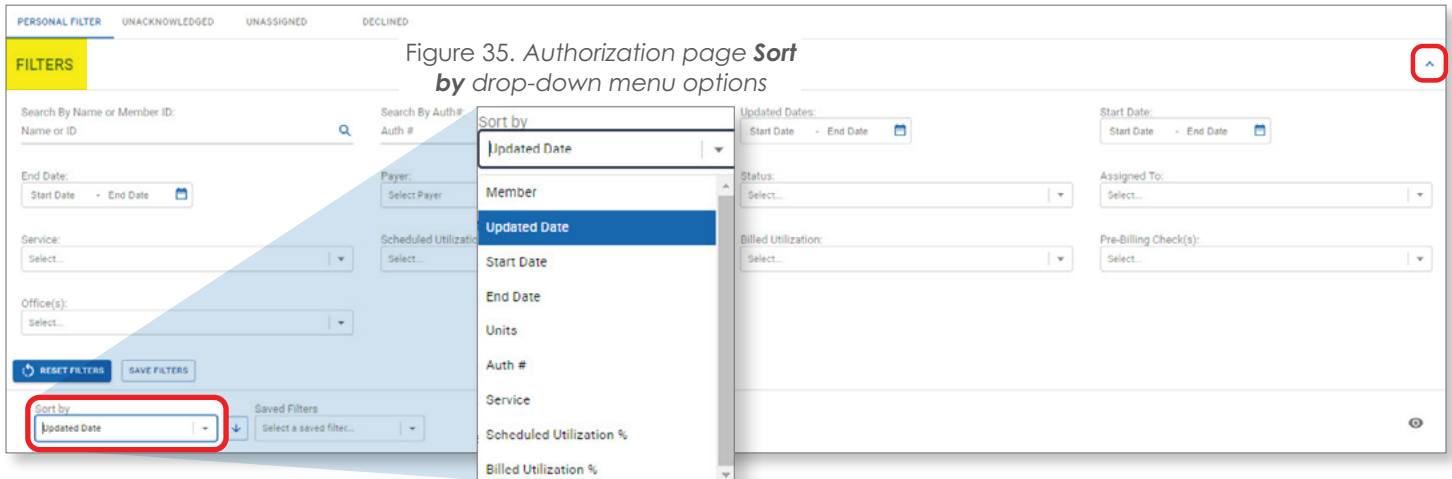 PERSONAL FILTER UNACKNOWLEDGED UNASSIGNED DECLINED
Figure 35. Authorization page Sort
by drop-down menu options
FILTERS
Search By Name or Member ID:
Name or ID
Search By Auth#:
Auth #
Updated Dates:
Start Date - End Date
Start Date:
Start Date - End Date
End Date:
Start Date - End Date
Payer:
Select Payer
Status:
Select...
Assigned To:
Select...
Service:
Select...
Scheduled Utilizatio
Select...
Billed Utilization:
Select...
Pre-Billing Check(s):
Select...
Office(s):
Select...
RESET FILTERS SAVE FILTERS
Sort by
Updated Date
Saved Filters
Select a saved filter...
Sort by
Updated Date
Member
Updated Date
Start Date
End Date
Units
Auth #
Service
Scheduled Utilization %
Billed Utilization %